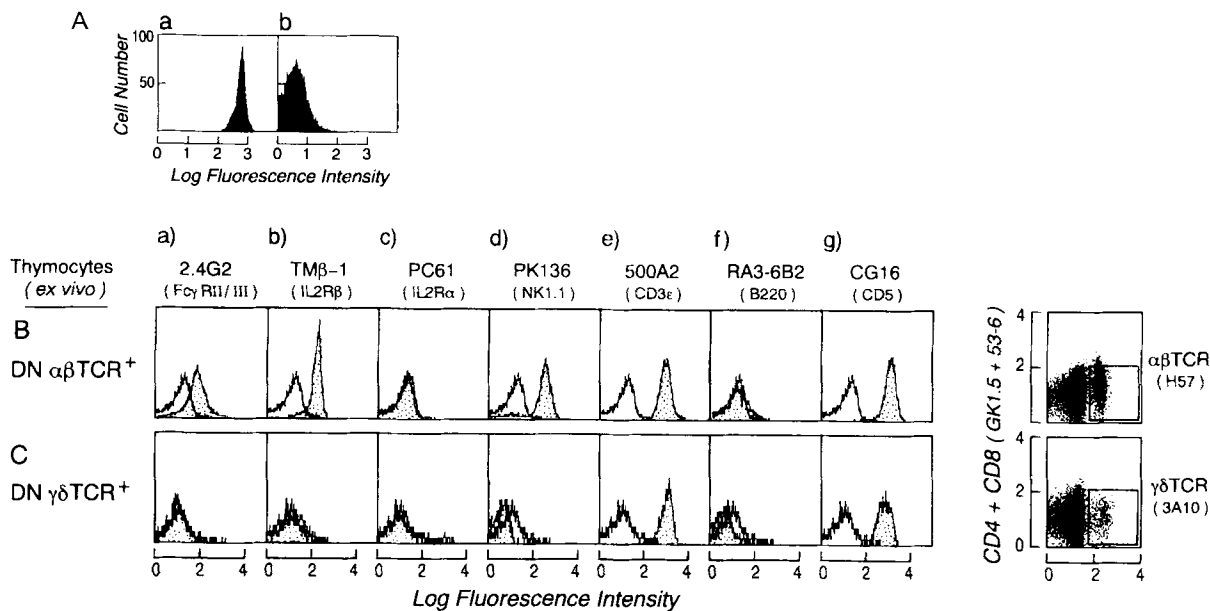 A
a b
Cell Number
100
50
0 1 2 3 0 1 2 3
Log Fluorescence Intensity
a) b) c) d) e) f) g)
Thymocytes 2.4G2 TMβ-1 PC61 PK136 500A2 RA3-6B2 CG16
( ex vivo ) ( Fcγ RII / III ) ( IL2Rβ ) ( IL2Rα ) ( NK1.1 ) ( CD3ε ) ( B220 ) ( CD5 )
B
DN αβTCR+
C
DN γδTCR+
0 2 4 0 2 4 0 2 4 0 2 4 0 2 4 0 2 4 0 2 4
Log Fluorescence Intensity
CD4 + CD8 ( GK1.5 + 53-6 )
4
2
0
αβTCR
( H57 )
4
2
0
γδTCR
( 3A10 )
0 2 4